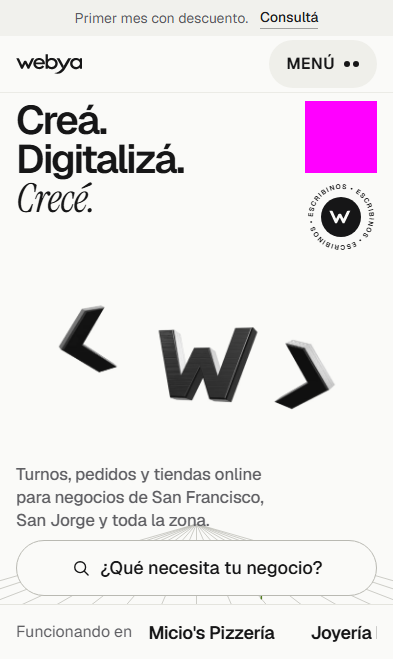 Primer mes con descuento. Consultá
webya
MENÚ
Creá.
Digitalizá.
Crecé.
ESCRIBINOS • ESCRIBINOS • ESCRIBINOS •
W
W
Turnos, pedidos y tiendas online
para negocios de San Francisco,
San Jorge y toda la zona.
¿Qué necesita tu negocio?
Funcionando en Micio's Pizzería Joyería